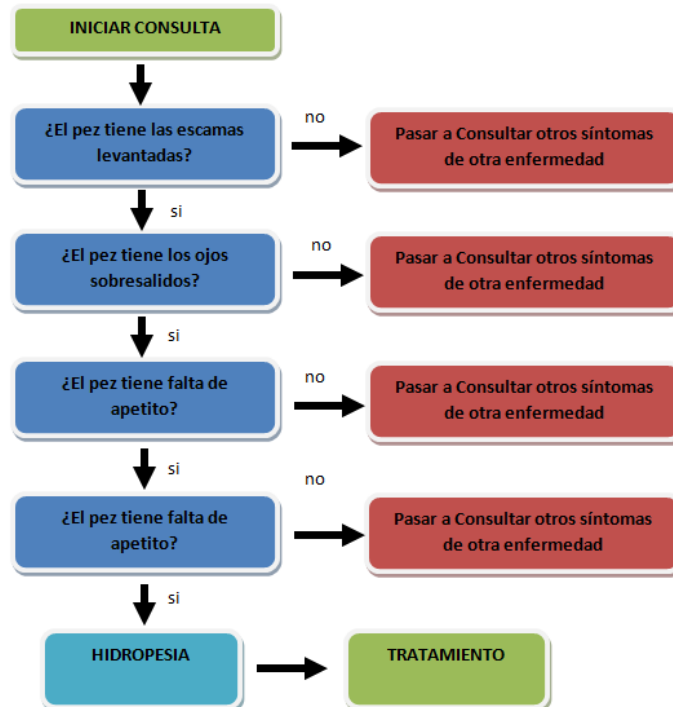 INICIAR CONSULTA
¿El pez tiene las escamas
levantadas?
no
Pasar a Consultar otros síntomas
de otra enfermedad
si
¿El pez tiene los ojos
sobresalidos?
no
Pasar a Consultar otros síntomas
de otra enfermedad
si
¿El pez tiene falta de
apetito?
no
Pasar a Consultar otros síntomas
de otra enfermedad
si
¿El pez tiene falta de
apetito?
no
Pasar a Consultar otros síntomas
de otra enfermedad
si
HIDROPESIA
TRATAMIENTO